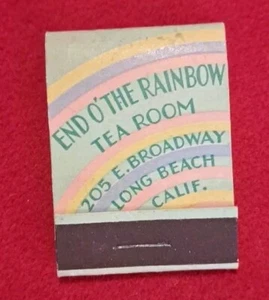 END O' THE RAINBOW
TEA ROOM
205 E. BROADWAY
LONG BEACH
CALIF.